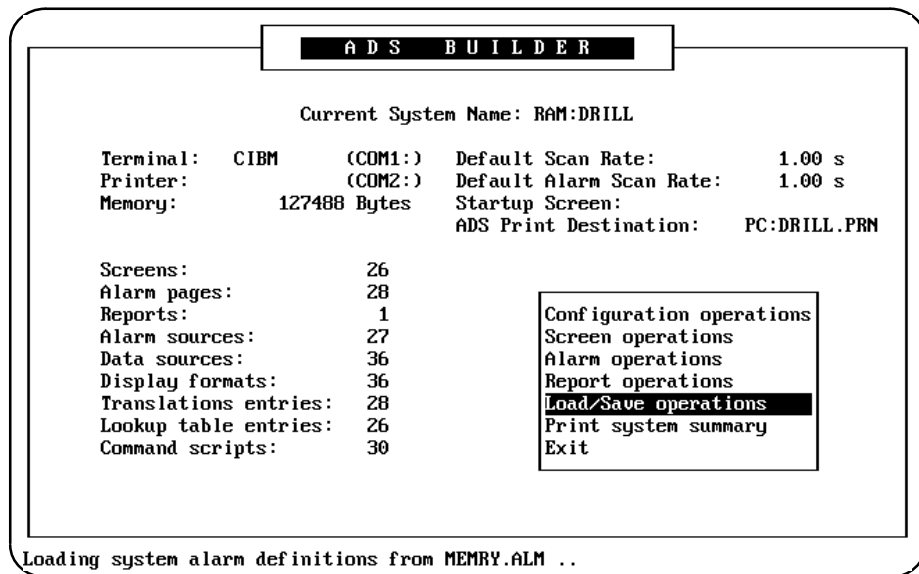 ADS BUILDER
Current System Name: RAM:DRILL
Terminal: CIBM (COM1:) Default Scan Rate: 1.00 s
Printer: (COM2:) Default Alarm Scan Rate: 1.00 s
Memory: 127488 Bytes Startup Screen:
ADS Print Destination: PC:DRILL.PRN
Screens: 26
Alarm pages: 28
Reports: 1
Alarm sources: 27
Data sources: 36
Display formats: 36
Translations entries: 28
Lookup table entries: 26
Command scripts: 30
Configuration operations
Screen operations
Alarm operations
Report operations
Load/Save operations
Print system summary
Exit
Loading system alarm definitions from MEMRY.ALM ..